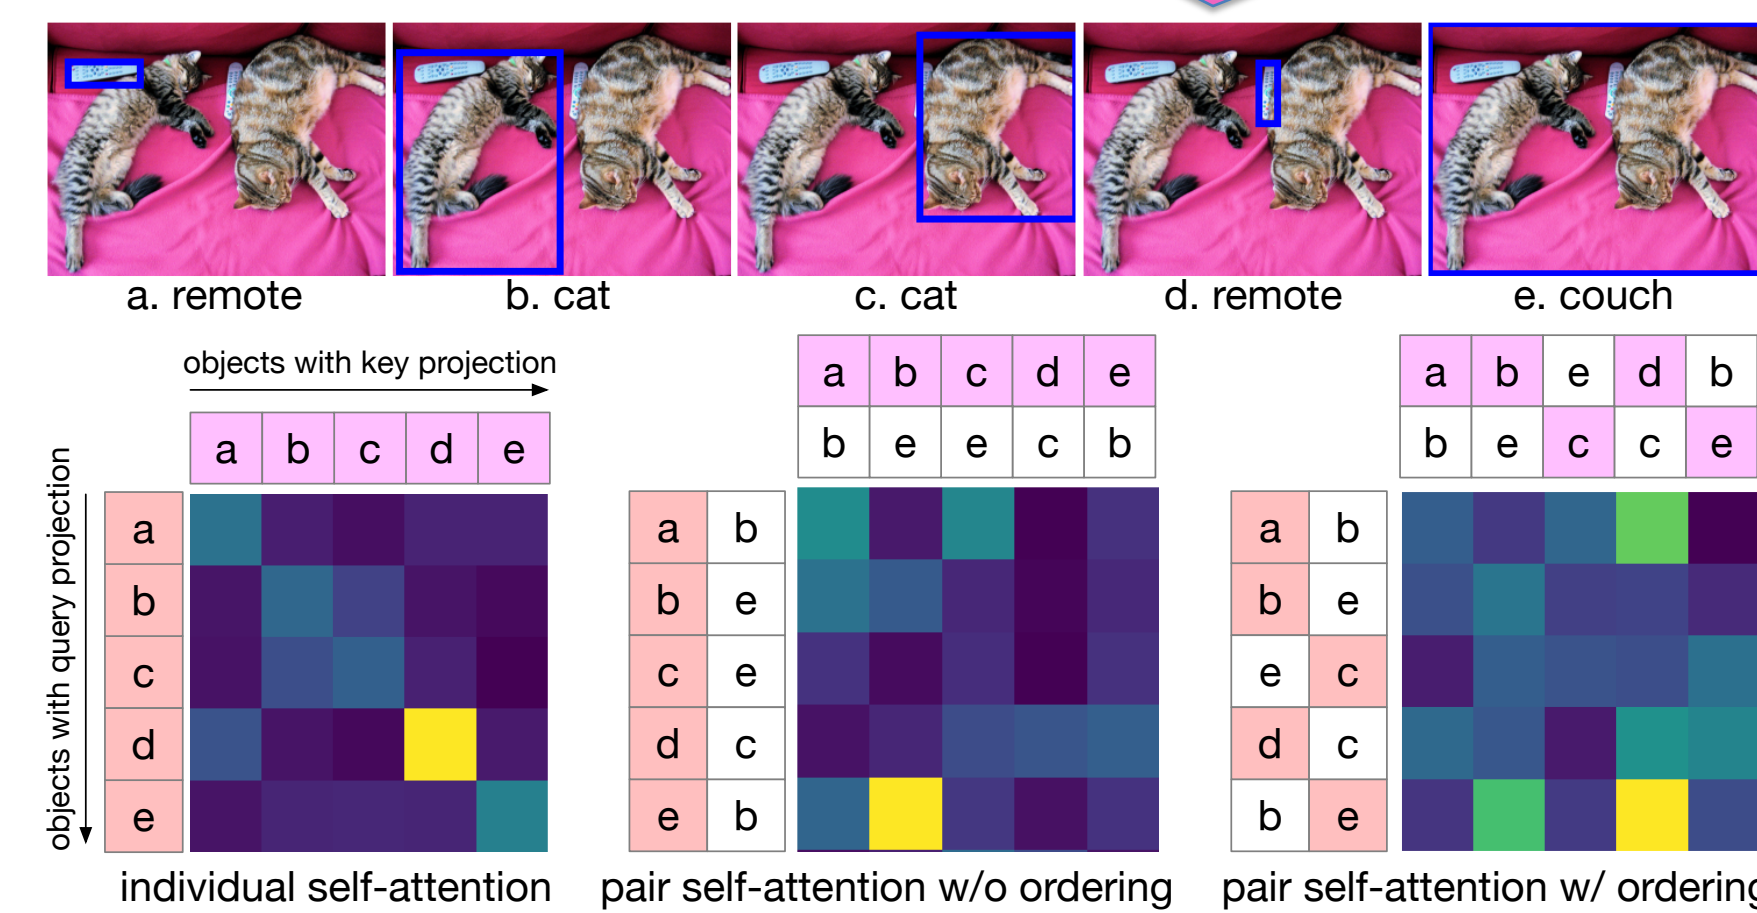 a. remote
b. cat
c. cat
d. remote
e. couch
objects with key projection
objects with query projection
a b c d e
a
b
c
d
e
individual self-attention
a b c d e
b e e c b
a b
b e
c e
d c
e b
pair self-attention w/o ordering
a b e d b
b e c c e
a b
b e
e c
d c
b e
pair self-attention w/ ordering